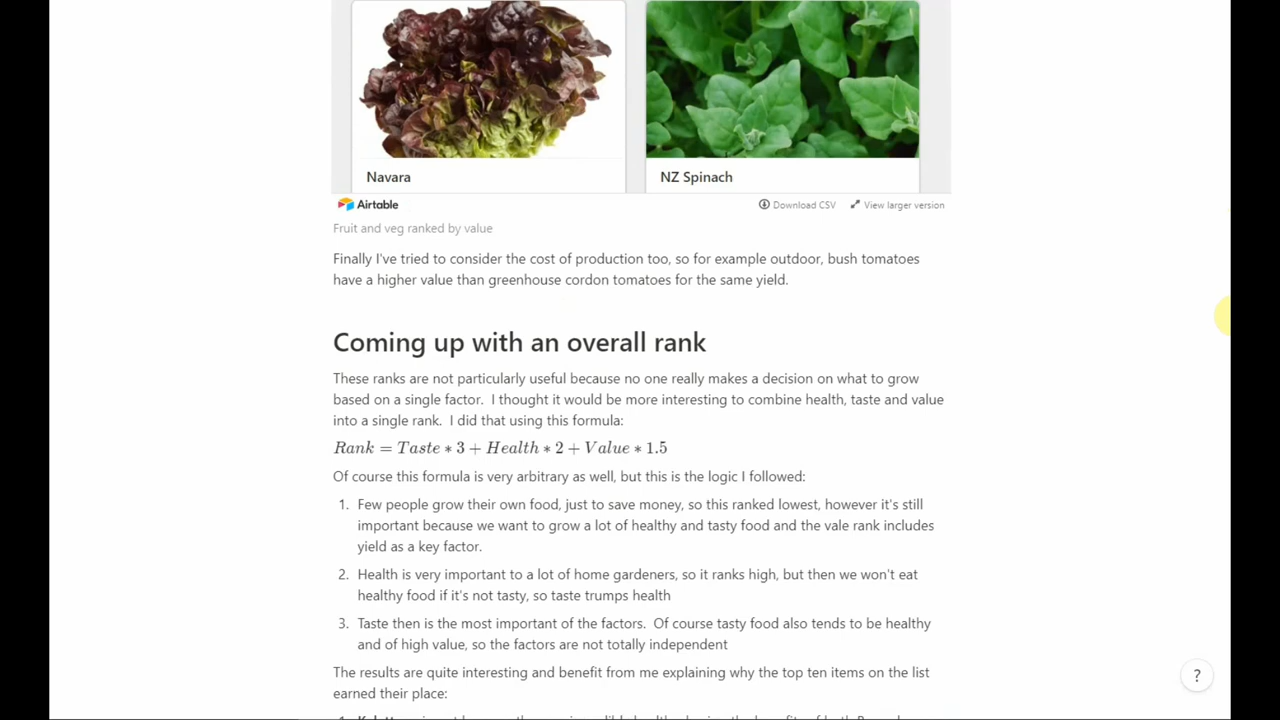 Navara
NZ Spinach
Airtable
Download CSV
View larger version
Fruit and veg ranked by value
Finally I've tried to consider the cost of production too, so for example outdoor, bush tomatoes
have a higher value than greenhouse cordon tomatoes for the same yield.
Coming up with an overall rank
These ranks are not particularly useful because no one really makes a decision on what to grow
based on a single factor. I thought it would be more interesting to combine health, taste and value
into a single rank. I did that using this formula:
Rank = Taste * 3 + Health * 2 + Value * 1.5
Of course this formula is very arbitrary as well, but this is the logic I followed:
1. Few people grow their own food, just to save money, so this ranked lowest, however it's still
important because we want to grow a lot of healthy and tasty food and the vale rank includes
yield as a key factor.
2. Health is very important to a lot of home gardeners, so it ranks high, but then we won't eat
healthy food if it's not tasty, so taste trumps health
3. Taste then is the most important of the factors. Of course tasty food also tends to be healthy
and of high value, so the factors are not totally independent
The results are quite interesting and benefit from me explaining why the top ten items on the list
earned their place:
?